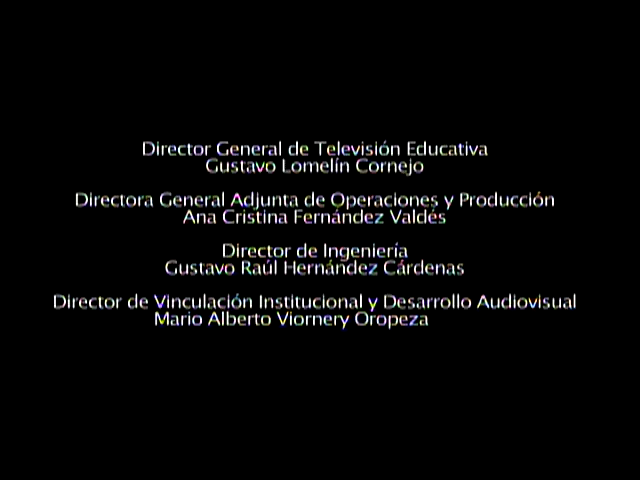 Director General de Televisión Educativa
Gustavo Lomelín Cornejo
Directora General Adjunta de Operaciones y Producción
Ana Cristina Fernández Valdés
Director de Ingeniería
Gustavo Raúl Hernández Cárdenas
Director de Vinculación Institucional y Desarrollo Audiovisual
Mario Alberto Viornery Oropeza